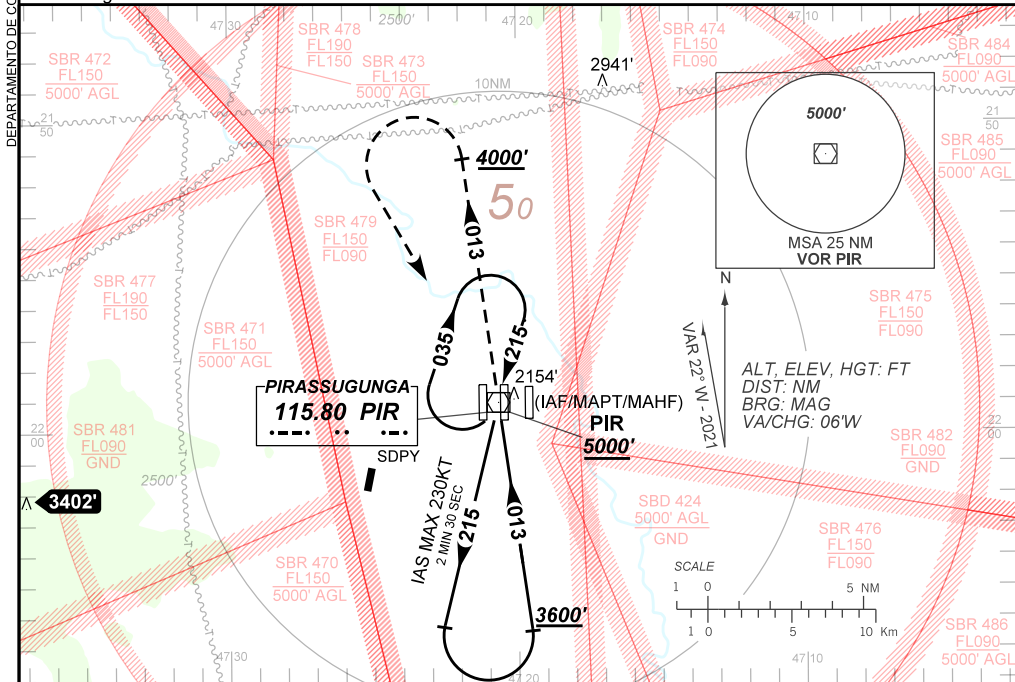 DEPARTAMENTO DE CO
47 30
2500'
47 20
47 10
SBR 472
FL150
5000' AGL
SBR 478
FL190
FL150
SBR 473
FL150
5000' AGL
SBR 474
FL150
FL090
SBR 484
FL090
5000' AGL
2941'
10NM
21
50
21
50
5000'
MSA 25 NM
VOR PIR
4000'
50
SBR 485
FL090
5000' AGL
SBR 479
FL150
FL090
013
SBR 477
FL190
FL150
SBR 471
FL150
5000' AGL
035
215
N
VAR 22° W - 2021
SBR 475
FL150
FL090
ALT, ELEV, HGT: FT
DIST: NM
BRG: MAG
VA/CHG: 06'W
PIRASSUGUNGA
115.80 PIR
2154'
(IAF/MAPT/MAHF)
PIR
5000'
SDPY
22
00
22
00
SBR 481
FL090
GND
2500'
3402'
SBR 482
FL090
GND
IAS MAX 230KT
2 MIN 30 SEC
215
013
SBD 424
5000' AGL
GND
SBR 476
FL150
FL090
SBR 470
FL150
5000' AGL
SCALE
1 0 5 NM
1 0 5 10 Km
3600'
SBR 486
FL090
5000' AGL
47 30
47 20
47 10